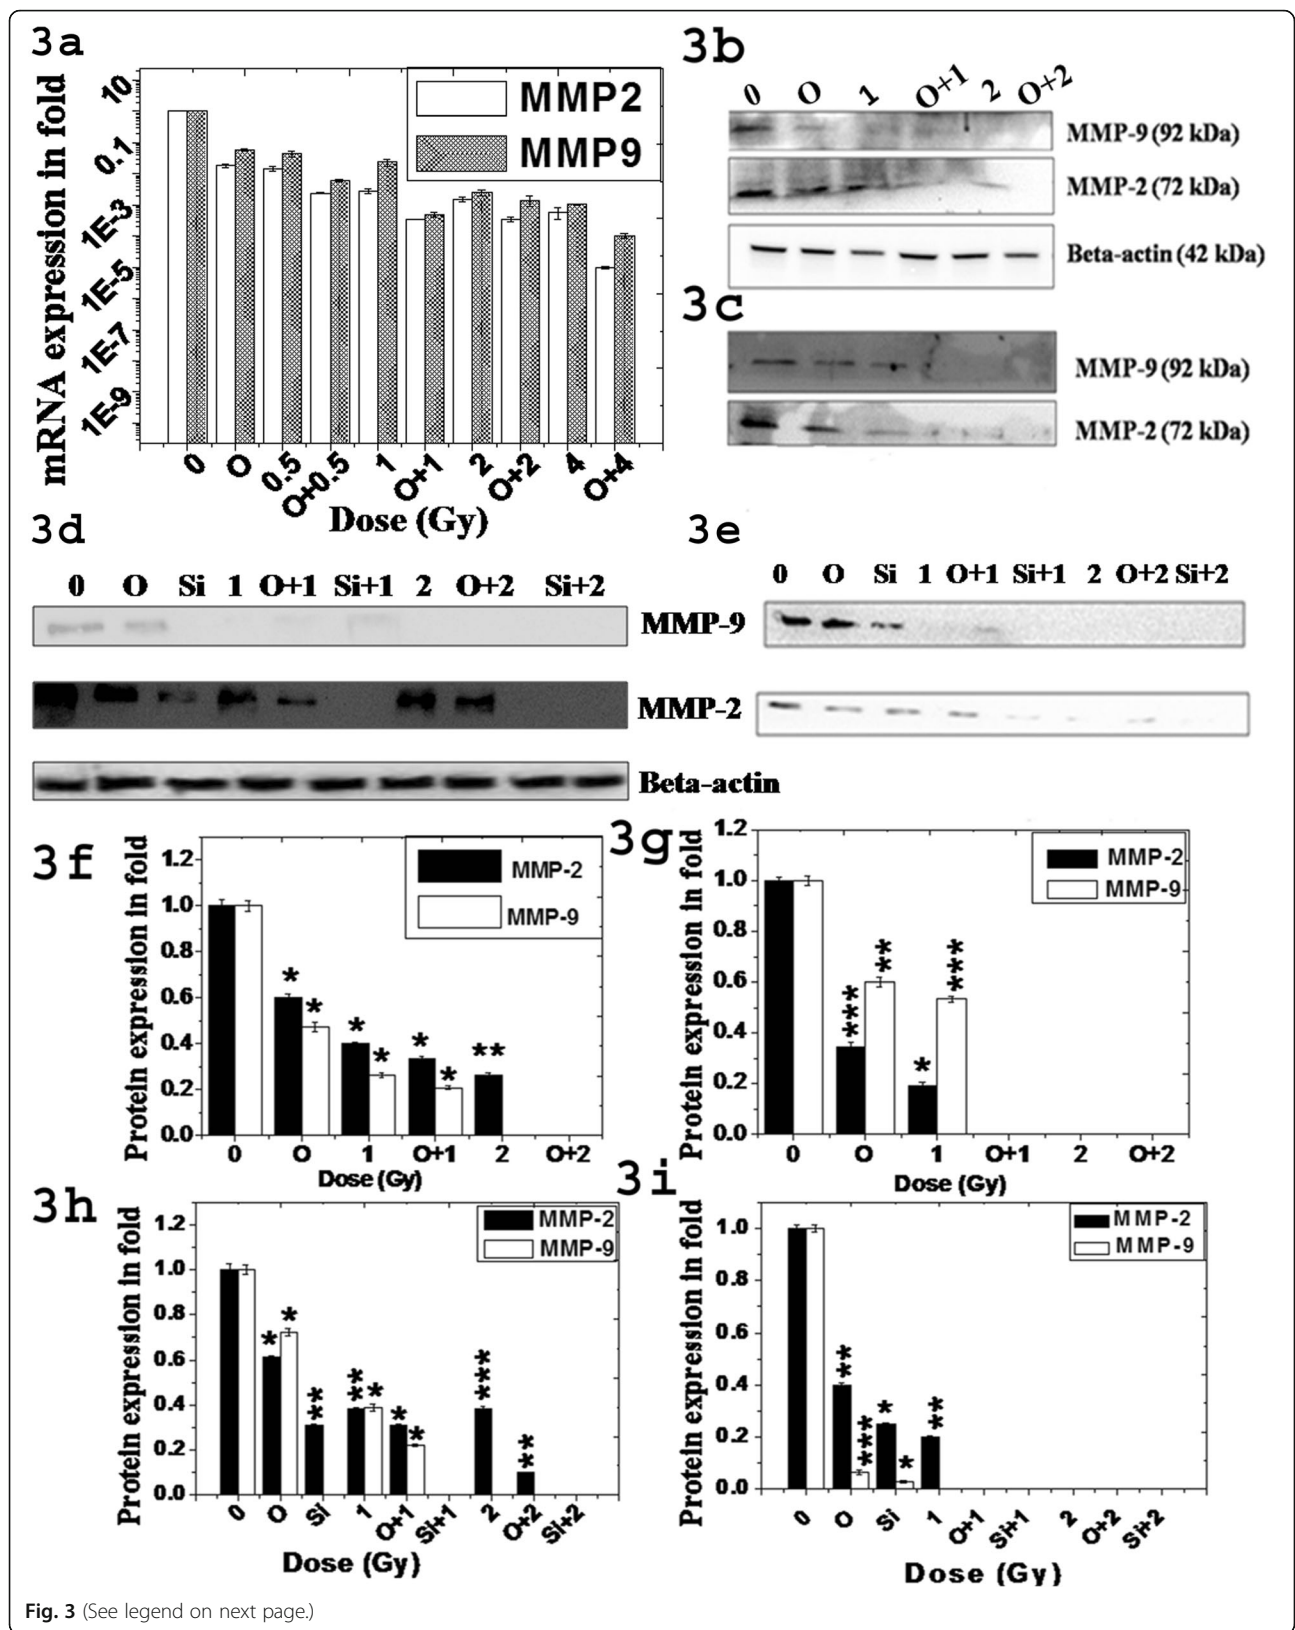 3a
mRNA expression in fold
10
0.1
1E-3
1E-5
1E-7
1E-9
MMP2
MMP9
0 O 0.5 O+0.5 1 O+1 2 O+2 4 O+4
Dose (Gy)
3b
0 O 1 O+1 2 O+2
MMP-9 (92 kDa)
MMP-2 (72 kDa)
Beta-actin (42 kDa)
3c
MMP-9 (92 kDa)
MMP-2 (72 kDa)
3d
0 O Si 1 O+1 Si+1 2 O+2 Si+2
MMP-9
MMP-2
Beta-actin
3e
0 O Si 1 O+1 Si+1 2 O+2 Si+2
3f
Protein expression in fold
1.2
1.0
0.8
0.6
0.4
0.2
0.0
MMP-2
MMP-9
* * * * * * **
0 O 1 O+1 2 O+2
Dose (Gy)
3g
Protein expression in fold
1.2
1.0
0.8
0.6
0.4
0.2
0.0
MMP-2
MMP-9
*** ** * ***
0 O 1 O+1 2 O+2
Dose (Gy)
3h
Protein expression in fold
1.2
1.0
0.8
0.6
0.4
0.2
0.0
MMP-2
MMP-9
* * ** ** * * * *** **
0 O Si 1 O+1 Si+1 2 O+2 Si+2
Dose (Gy)
3i
Protein expression in fold
1.0
0.8
0.6
0.4
0.2
0.0
MMP-2
MMP-9
** *** * * **
0 O Si 1 O+1 Si+1 2 O+2 Si+2
Dose (Gy)
Fig. 3 (See legend on next page.)